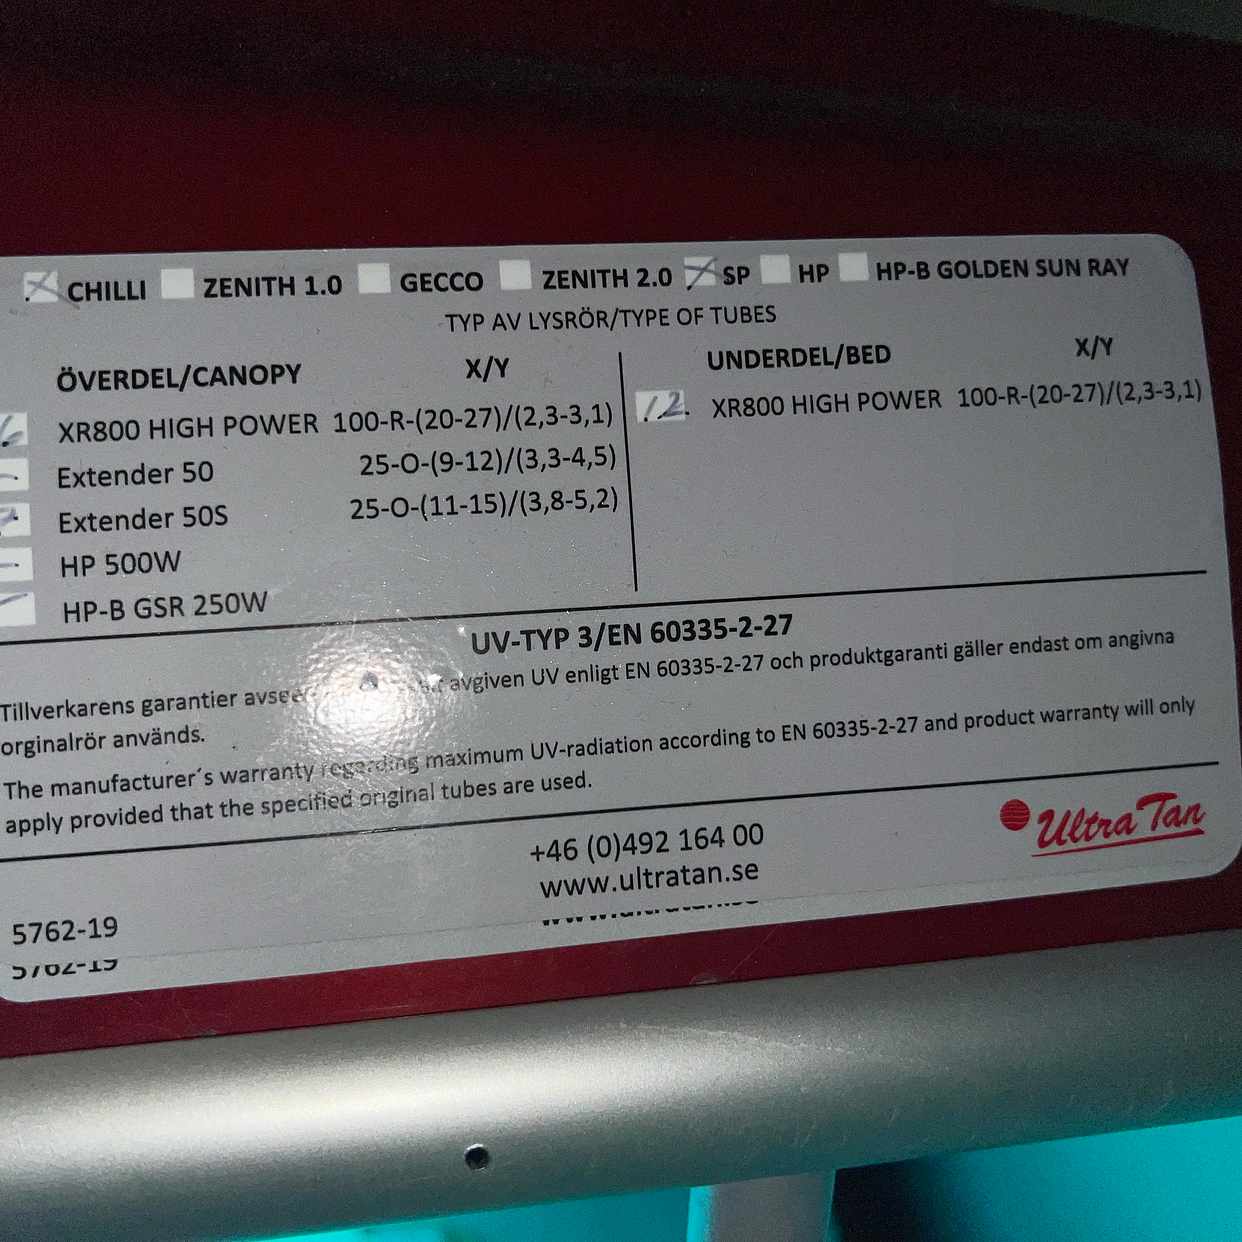 CHILLI ZENITH 1.0 GECCO ZENITH 2.0 SP HP HP-B GOLDEN SUN RAY
TYP AV LYSRÖR/TYPE OF TUBES
ÖVERDEL/CANOPY X/Y
XR800 HIGH POWER 100-R-(20-27)/(2,3-3,1)
Extender 50 25-O-(9-12)/(3,3-4,5)
Extender 50S 25-O-(11-15)/(3,8-5,2)
HP 500W
HP-B GSR 250W
UNDERDEL/BED X/Y
12. XR800 HIGH POWER 100-R-(20-27)/(2,3-3,1)
UV-TYP 3/EN 60335-2-27
Tillverkarens garantier avgiven UV enligt EN 60335-2-27 och produktgaranti gäller endast om angivna
orginalrör används.
The manufacturer´s warranty regarding maximum UV-radiation according to EN 60335-2-27 and product warranty will only
apply provided that the specified original tubes are used.
+46 (0)492 164 00
www.ultratan.se
Ultra Tan
5762-19
www.ultratan.se
5762-19